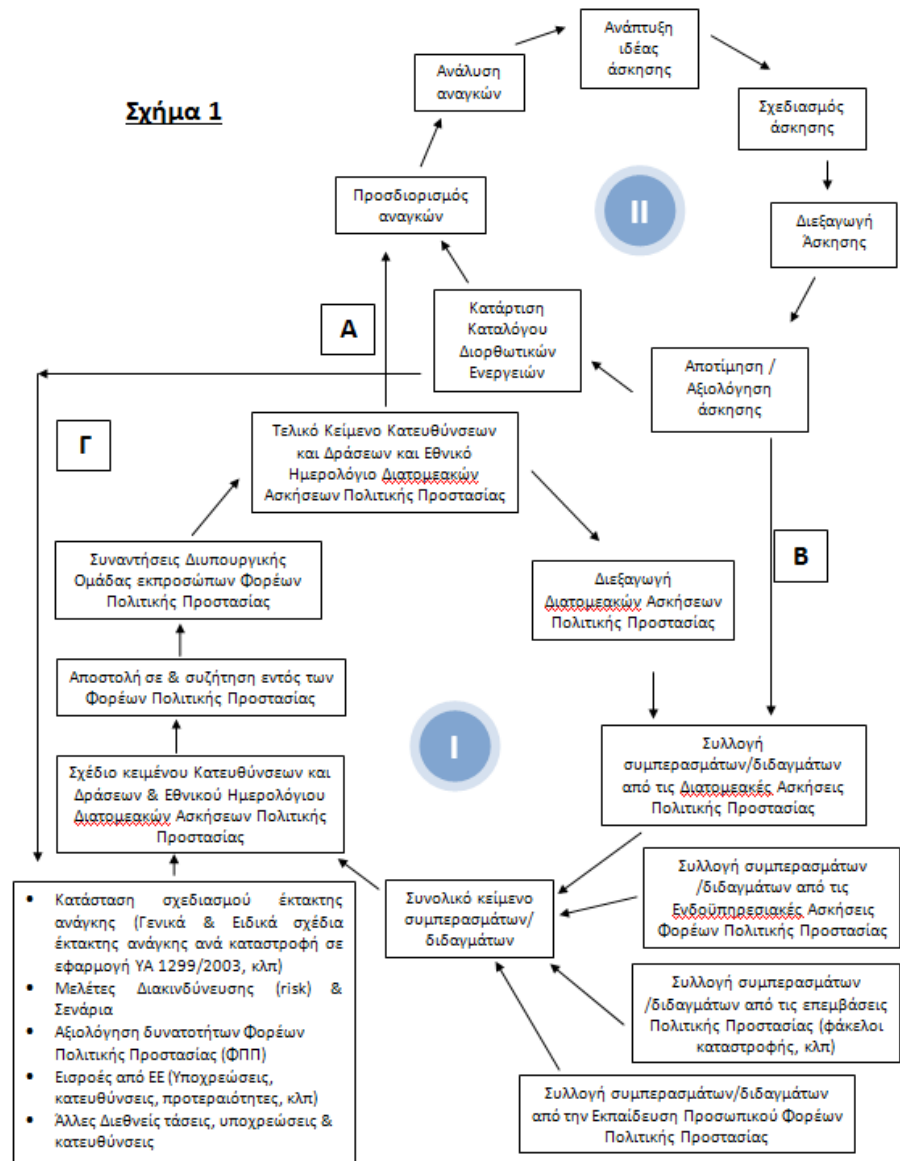 Ανάπτυξη
ιδέας
άσκησης
Ανάλυση
αναγκών
Σχήμα 1
Σχεδιασμός
άσκησης
Προσδιορισμός
αναγκών
II
Διεξαγωγή
Άσκησης
Κατάρτιση
Καταλόγου
Διορθωτικών
Ενεργειών
Α
Αποτίμηση /
Αξιολόγηση
άσκησης
Γ
Τελικό Κείμενο Κατευθύνσεων
και Δράσεων και Εθνικό
Ημερολόγιο Διατομεακών
Ασκήσεων Πολιτικής Προστασίας
Β
Συναντήσεις Διυπουργικής
Ομάδας εκπροσώπων Φορέων
Πολιτικής Προστασίας
Διεξαγωγή
Διατομεακών Ασκήσεων
Πολιτικής Προστασίας
Αποστολή σε & συζήτηση εντός των
Φορέων Πολιτικής Προστασίας
I
Συλλογή
συμπερασμάτων/διδαγμάτων
από τις Διατομεακές Ασκήσεις
Πολιτικής Προστασίας
Σχέδιο κειμένου Κατευθύνσεων και
Δράσεων & Εθνικού Ημερολογίου
Διατομεακών Ασκήσεων Πολιτικής
Προστασίας
Συλλογή συμπερασμάτων
/διδαγμάτων από τις
Ενδοϋπηρεσιακές Ασκήσεις
Φορέων Πολιτικής Προστασίας
Συνολικό κείμενο
συμπερασμάτων/
διδαγμάτων
• Κατάσταση σχεδιασμού έκτακτης
ανάγκης (Γενικά & Ειδικά σχέδια
έκτακτης ανάγκης ανά καταστροφή σε
εφαρμογή ΥΑ 1299/2003, κλπ)
• Μελέτες Διακινδύνευσης (risk) &
Σενάρια
• Αξιολόγηση δυνατοτήτων Φορέων
Πολιτικής Προστασίας (ΦΠΠ)
• Εισροές από ΕΕ (Υποχρεώσεις,
κατευθύνσεις, προτεραιότητες, κλπ)
• Άλλες Διεθνείς τάσεις, υποχρεώσεις &
κατευθύνσεις
Συλλογή συμπερασμάτων
/διδαγμάτων από τις επεμβάσεις
Πολιτικής Προστασίας (φάκελοι
καταστροφής, κλπ)
Συλλογή συμπερασμάτων/διδαγμάτων
από την Εκπαίδευση Προσωπικού Φορέων
Πολιτικής Προστασίας